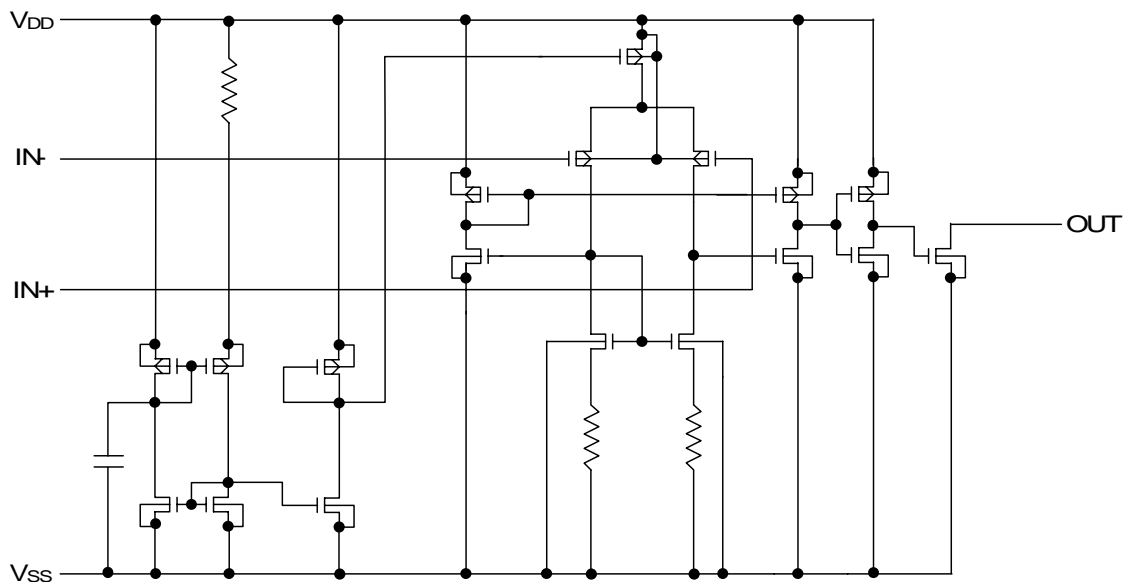 VDD
IN-
OUT
IN+
VSS